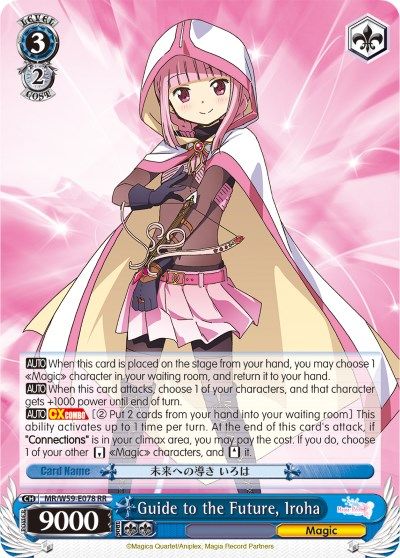 LEVEL
3
2
COST
AUTO When this card is placed on the stage from your hand, you may choose 1
«Magic» character in your waiting room, and return it to your hand.
AUTO When this card attacks, choose 1 of your characters, and that character
gets +1000 power until end of turn.
AUTO CXCOMBO [② Put 2 cards from your hand into your waiting room] This
ability activates up to 1 time per turn. At the end of this card's attack, if
"Connections" is in your climax area, you may pay the cost. If you do, choose
1 of your other «Magic» characters, and it.
Card Name
未来への導き いろは
CH MR/W59-E078 RR
POWER
9000
Guide to the Future, Iroha
Magic
©Magica Quartet/Aniplex, Magia Record Partners